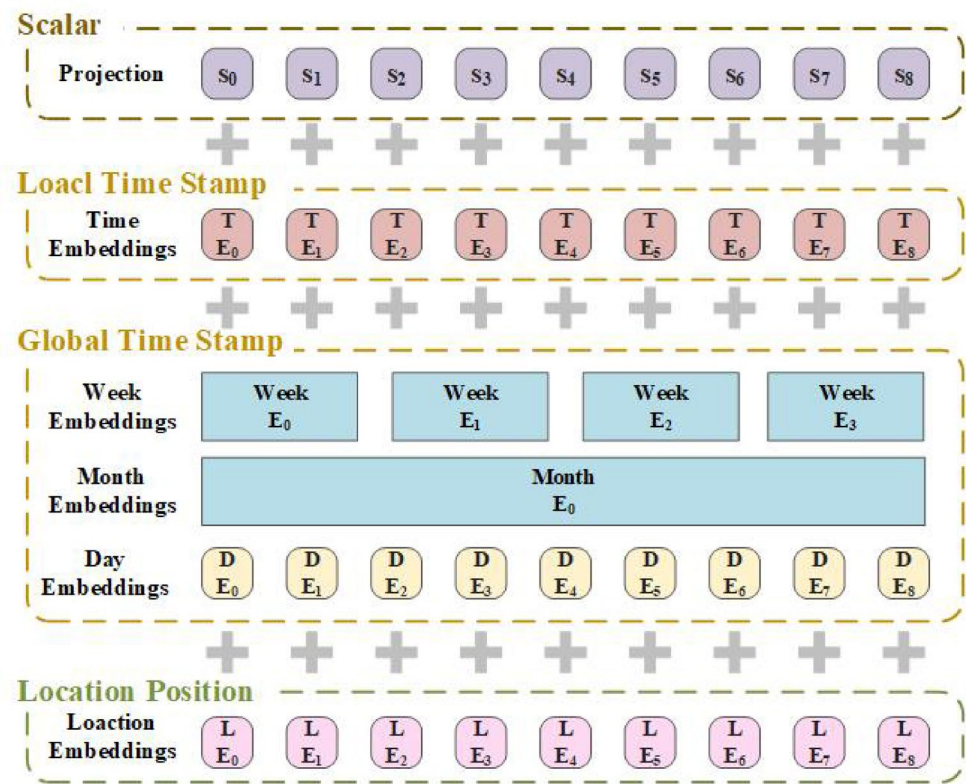 Scalar
Projection S0 S1 S2 S3 S4 S5 S6 S7 S8
Loacl Time Stamp
Time Embeddings
T E0 T E1 T E2 T E3 T E4 T E5 T E6 T E7 T E8
Global Time Stamp
Week Embeddings
Week E0 Week E1 Week E2 Week E3
Month Embeddings
Month E0
Day Embeddings
D E0 D E1 D E2 D E3 D E4 D E5 D E6 D E7 D E8
Location Position
Loaction Embeddings
L E0 L E1 L E2 L E3 L E4 L E5 L E6 L E7 L E8